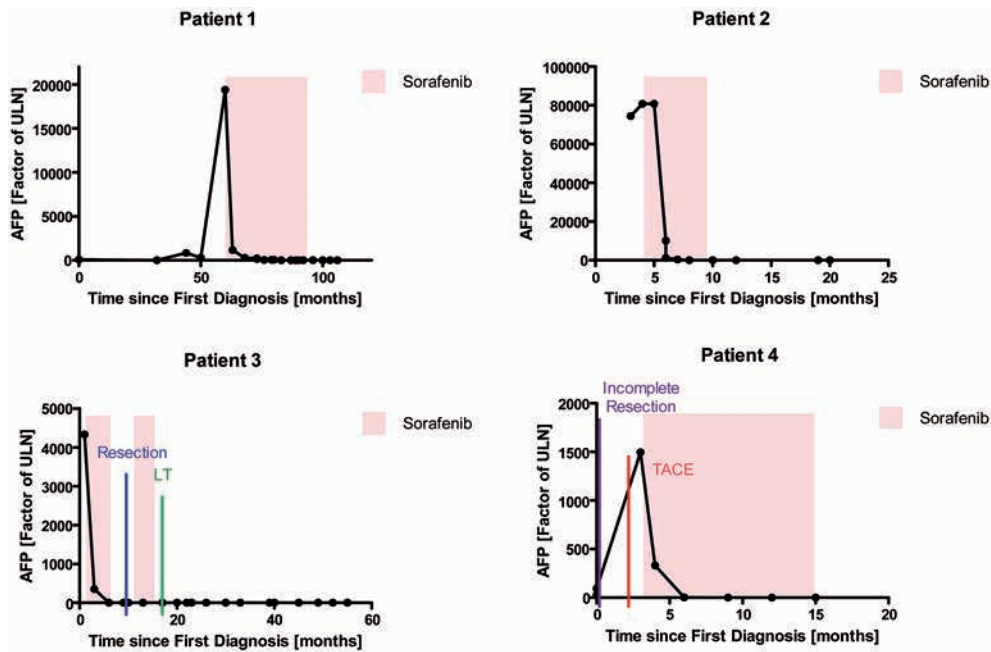 Patient 1
AFP [Factor of ULN]
20000
15000
10000
5000
0
0
50
100
Time since First Diagnosis [months]
Sorafenib
Patient 2
AFP [Factor of ULN]
100000
80000
60000
40000
20000
0
0
5
10
15
20
25
Time since First Diagnosis [months]
Sorafenib
Patient 3
AFP [Factor of ULN]
5000
4000
3000
2000
1000
0
0
20
40
60
Time since First Diagnosis [months]
Resection
LT
Sorafenib
Patient 4
Incomplete
Resection
AFP [Factor of ULN]
2000
1500
1000
500
0
0
5
10
15
20
Time since First Diagnosis [months]
TACE
Sorafenib